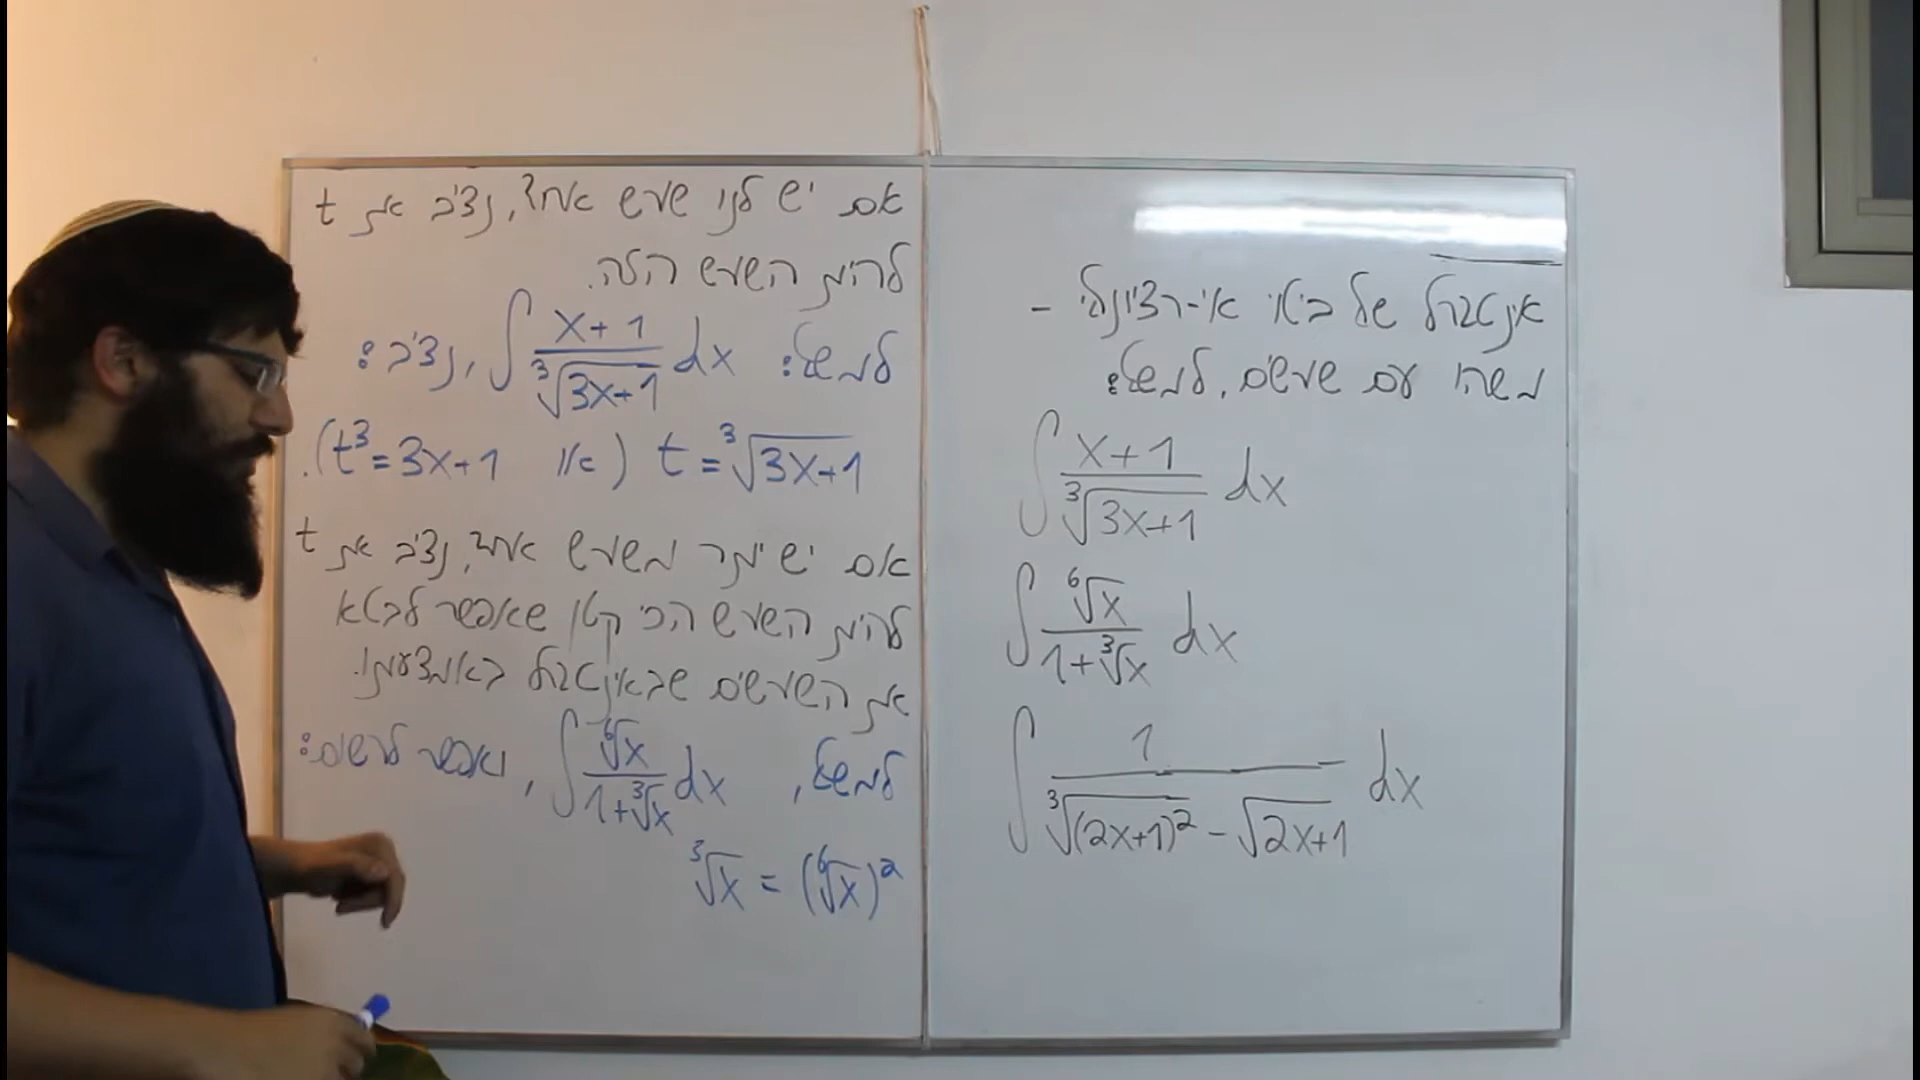 אינטגרל של ביטוי אי-רציונלי -
משהו עם שורשים, למשל:
∫ (x+1)/∛(3x+1) dx
∫ ⁶√x/(1+∛x) dx
∫ 1/(∛((2x+1)²) - √(2x+1)) dx
אם יש לנו שורש אחד, נציב את t
להיות השורש הזה.
למשל: ∫ (x+1)/∛(3x+1) dx, נציב:
t = ∛(3x+1) (או t³ = 3x+1).
אם יש יותר משורש אחד, נציב את t
להיות השורש הכי קטן שאפשר לבטא
את השורשים שבאינטגרל באמצעותו.
למשל, ∫ ⁶√x/(1+∛x) dx, ואפשר לרשום:
∛x = (⁶√x)²